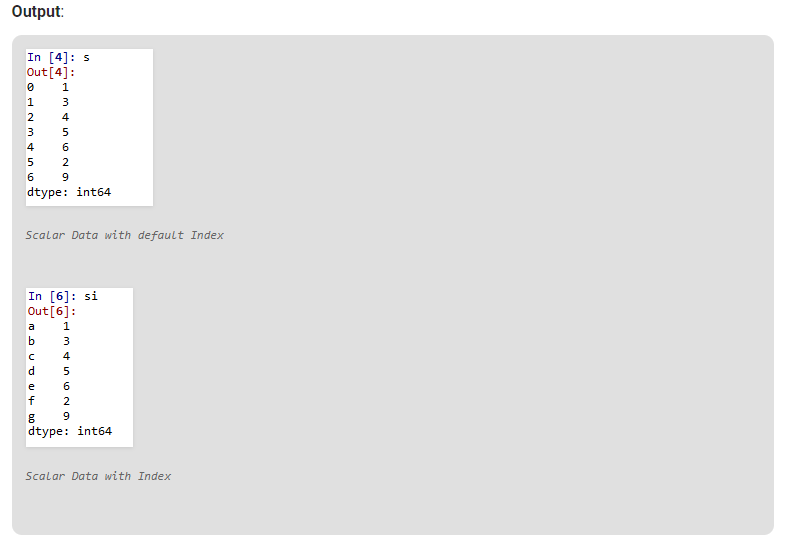 Output:
In [4]: s
Out[4]:
0    1
1    3
2    4
3    5
4    6
5    2
6    9
dtype: int64
Scalar Data with default Index
In [6]: si
Out[6]:
a    1
b    3
c    4
d    5
e    6
f    2
g    9
dtype: int64
Scalar Data with Index